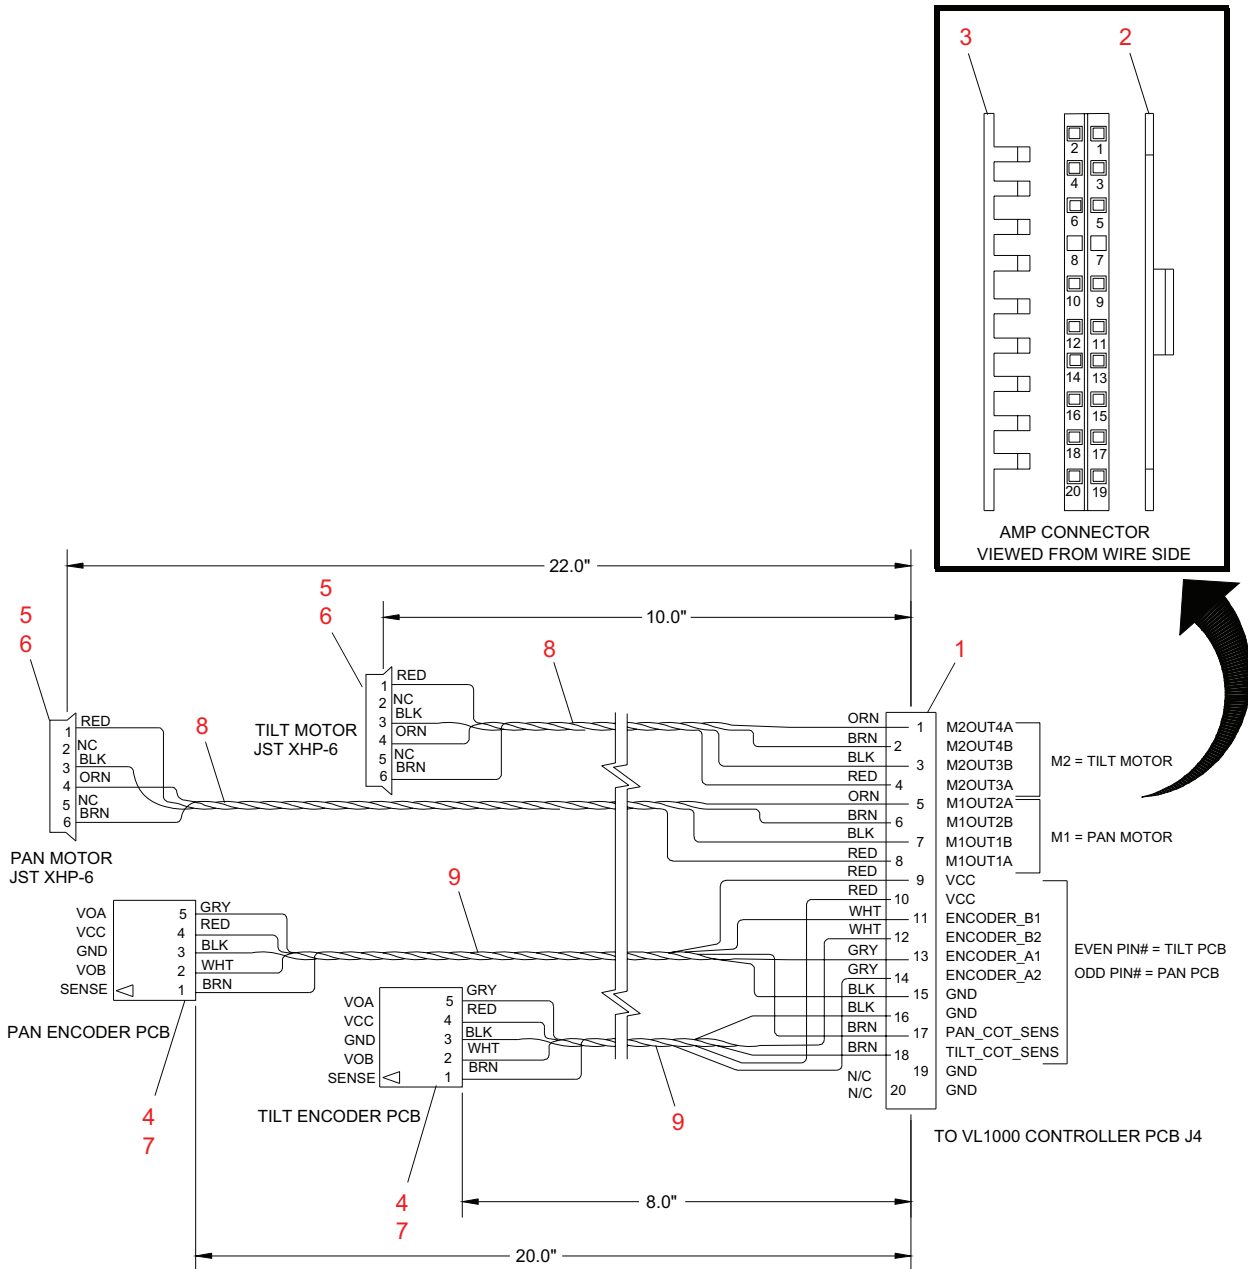 3
2
2 1
4 3
6 5
8 7
10 9
12 11
14 13
16 15
18 17
20 19
AMP CONNECTOR
VIEWED FROM WIRE SIDE
22.0"
10.0"
5
6
5
6
8
8
1
RED
1
NC
2
BLK
3
ORN
4
NC
5
BRN
6
TILT MOTOR
JST XHP-6
RED
1
NC
2
BLK
3
ORN
4
NC
5
BRN
6
PAN MOTOR
JST XHP-6
ORN 1 M2OUT4A
BRN 2 M2OUT4B
BLK 3 M2OUT3B
RED 4 M2OUT3A
ORN 5 M1OUT2A
BRN 6 M1OUT2B
BLK 7 M1OUT1B
RED 8 M1OUT1A
RED 9 VCC
RED 10 VCC
WHT 11 ENCODER_B1
WHT 12 ENCODER_B2
GRY 13 ENCODER_A1
GRY 14 ENCODER_A2
BLK 15 GND
BLK 16 GND
BRN 17 PAN_COT_SENS
BRN 18 TILT_COT_SENS
N/C 19 GND
N/C 20 GND
M2 = TILT MOTOR
M1 = PAN MOTOR
EVEN PIN# = TILT PCB
ODD PIN# = PAN PCB
TO VL1000 CONTROLLER PCB J4
9
VOA 5 GRY
VCC 4 RED
GND 3 BLK
VOB 2 WHT
SENSE 1 BRN
PAN ENCODER PCB
4
7
VOA 5 GRY
VCC 4 RED
GND 3 BLK
VOB 2 WHT
SENSE 1 BRN
TILT ENCODER PCB
4
7
9
8.0"
20.0"